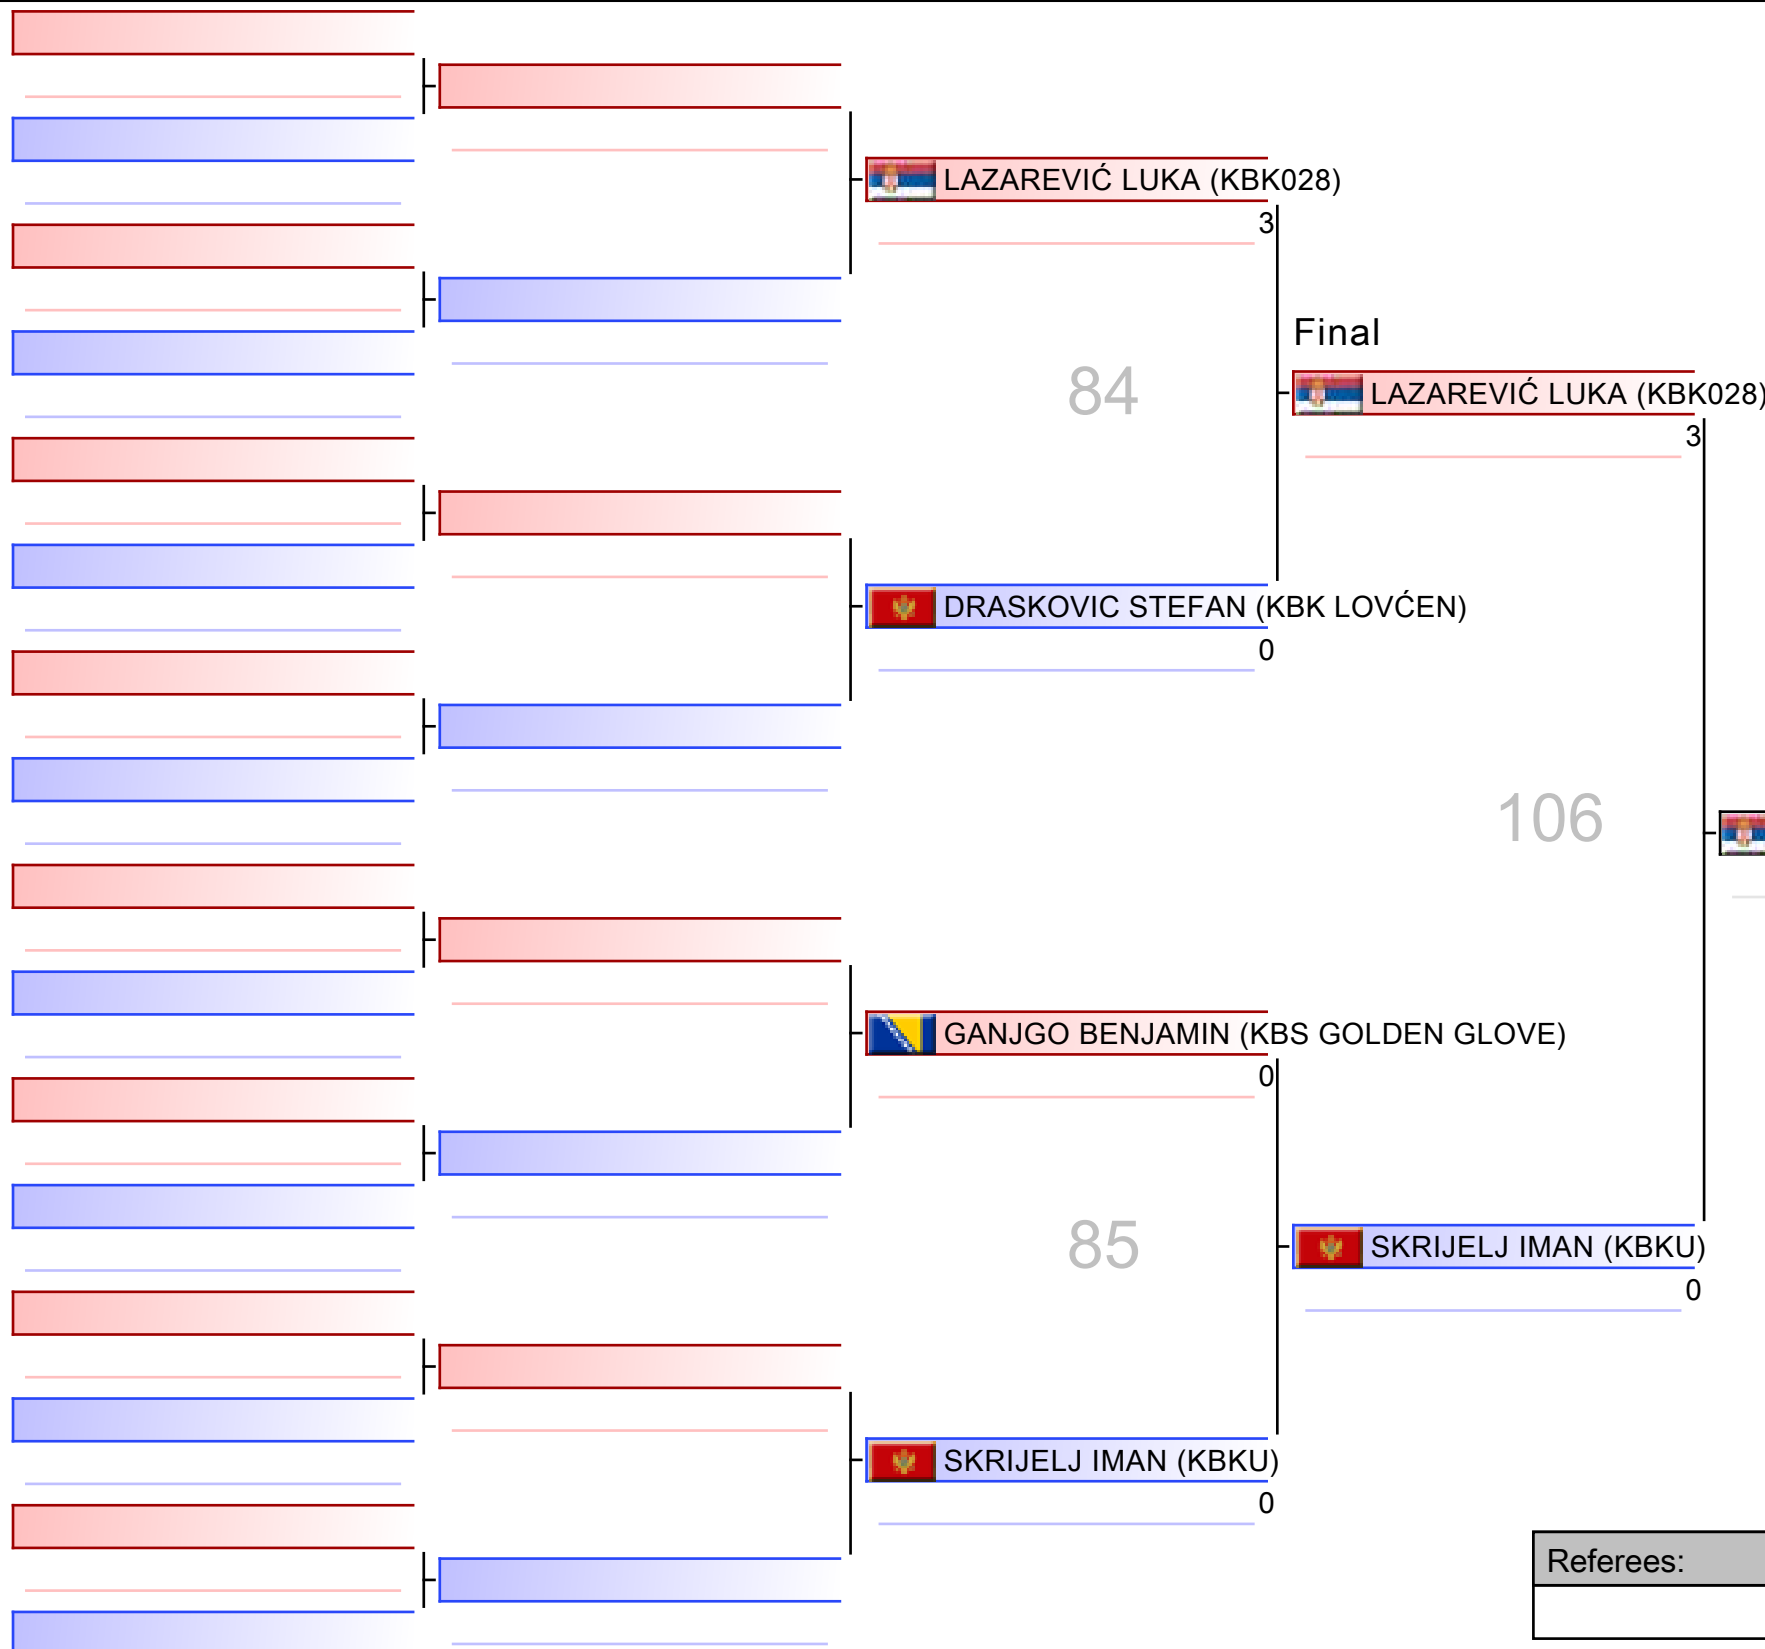 LAZAREVIĆ LUKA (KBK028)
3
Final
84
LAZAREVIĆ LUKA (KBK028)
3
DRASKOVIC STEFAN (KBK LOVĆEN)
0
106
GANJGO BENJAMIN (KBS GOLDEN GLOVE)
0
85
SKRIJELJ IMAN (KBKU)
0
SKRIJELJ IMAN (KBKU)
0
Referees: